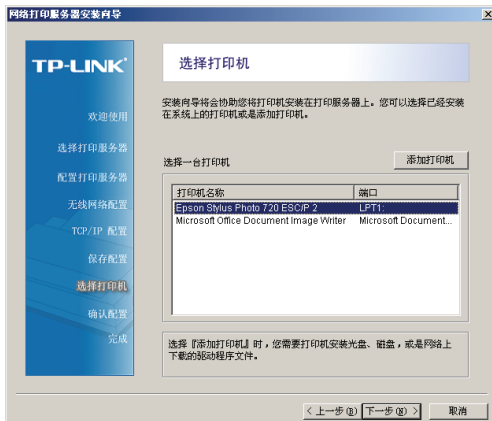 网络打印服务器安装向导
TP-LINK
选择打印机
欢迎使用
选择打印服务器
配置打印服务器
无线网络配置
TCP/IP 配置
保存配置
选择打印机
确认配置
完成
安装向导将会协助您将打印机安装在打印服务器上。您可以选择已经安装
在系统上的打印机或是添加打印机。
选择一台打印机
添加打印机
打印机名称 端口
Epson Stylus Photo 720 ESC/P 2 LPT1:
Microsoft Office Document Image Writer Microsoft Document...
选择『添加打印机』时，您需要打印机安装光盘、磁盘，或是网络上
下载的驱动程序文件。
< 上一步(B) 下一步(N) > 取消